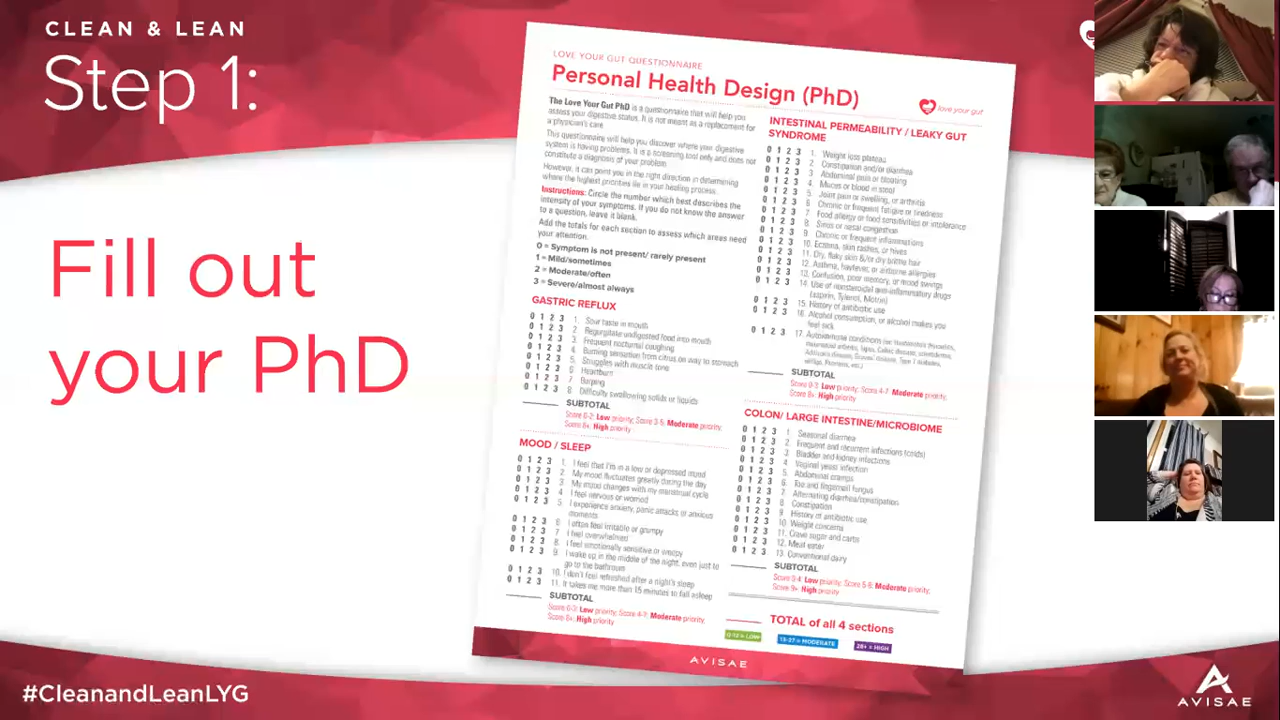 CLEAN & LEAN
Step 1:
Fill out
your PhD
LOVE YOUR GUT QUESTIONNAIRE
Personal Health Design (PhD)
love your gut
The Love Your Gut PhD is a questionnaire that will help you
assess your digestive status. It is not meant as a replacement for
a physician's care.
This questionnaire will help you discover where your digestive
system is having problems. It is a screening tool only and does not
constitute a diagnosis of your problem.
However, it can point you in the right direction in determining
where the highest priorities lie in your healing process.
Instructions: Circle the number which best describes the
intensity of your symptoms. If you do not know the answer
to a question, leave it blank.
Add the totals for each section to assess which areas need
your attention.
0 = Symptom is not present/ rarely present
1 = Mild/sometimes
2 = Moderate/often
3 = Severe/almost always
GASTRIC REFLUX
0 1 2 3 1. Sour taste in mouth
0 1 2 3 2. Regurgitate undigested food into mouth
0 1 2 3 3. Frequent nocturnal coughing
0 1 2 3 4. Burning sensation from citrus on way to stomach
0 1 2 3 5. Struggles with muscle tone
0 1 2 3 6. Heartburn
0 1 2 3 7. Burping
0 1 2 3 8. Difficulty swallowing solids or liquids
SUBTOTAL
Score 0-2: Low priority; Score 3-5: Moderate priority;
Score 6+: High priority
MOOD / SLEEP
0 1 2 3 1. I feel that I'm in a low or depressed mood
0 1 2 3 2. My mood fluctuates greatly during the day
0 1 2 3 3. My mood changes with my menstrual cycle
0 1 2 3 4. I feel nervous or worried
0 1 2 3 5. I experience anxiety, panic attacks, or anxious
moments
0 1 2 3 6. I often feel irritable or grumpy
0 1 2 3 7. I feel overwhelmed
0 1 2 3 8. I feel emotionally sensitive or weepy
0 1 2 3 9. I wake up in the middle of the night, even just to
go to the bathroom
0 1 2 3 10. I don't feel refreshed after a night's sleep
0 1 2 3 11. It takes me more than 15 minutes to fall asleep
SUBTOTAL
Score 0-3: Low priority; Score 4-7: Moderate priority;
Score 8+: High priority
INTESTINAL PERMEABILITY / LEAKY GUT
SYNDROME
0 1 2 3 1. Weight loss plateau
0 1 2 3 2. Constipation and/or diarrhea
0 1 2 3 3. Abdominal pain or bloating
0 1 2 3 4. Mucus or blood in stool
0 1 2 3 5. Joint pain or swelling, or arthritis
0 1 2 3 6. Chronic or frequent fatigue or tiredness
0 1 2 3 7. Food allergy or food sensitivities or intolerance
0 1 2 3 8. Sinus or nasal congestion
0 1 2 3 9. Chronic or frequent inflammations
0 1 2 3 10. Eczema, skin rashes, or hives
0 1 2 3 11. Dry, flaky skin &/or dry brittle hair
0 1 2 3 12. Asthma, hayfever, or airborne allergies
0 1 2 3 13. Confusion, poor memory, or mood swings
0 1 2 3 14. Use of nonsteroidal anti-inflammatory drugs
(aspirin, Tylenol, Motrin)
0 1 2 3 15. History of antibiotic use
0 1 2 3 16. Alcohol consumption, or alcohol makes you
feel sick
0 1 2 3 17. Autoimmune conditions
SUBTOTAL
Score 0-3: Low priority; Score 4-7: Moderate priority;
Score 8+: High priority
COLON/ LARGE INTESTINE/MICROBIOME
0 1 2 3 1. Seasonal diarrhea
0 1 2 3 2. Frequent and recurrent infections (colds)
0 1 2 3 3. Bladder and kidney infections
0 1 2 3 4. Vaginal yeast infection
0 1 2 3 5. Abdominal cramps
0 1 2 3 6. Toe and fingernail fungus
0 1 2 3 7. Alternating diarrhea/constipation
0 1 2 3 8. Constipation
0 1 2 3 9. History of antibiotic use
0 1 2 3 10. Weight concerns
0 1 2 3 11. Crave sugar and carbs
0 1 2 3 12. Meat eater
0 1 2 3 13. Conventional dairy
SUBTOTAL
Low priority; Moderate priority;
Score 9+: High priority
TOTAL of all 4 sections
0-12 = LOW
13-27 = MODERATE
28+ = HIGH
AVISAE
#CleanandLeanLYG
AVISAE